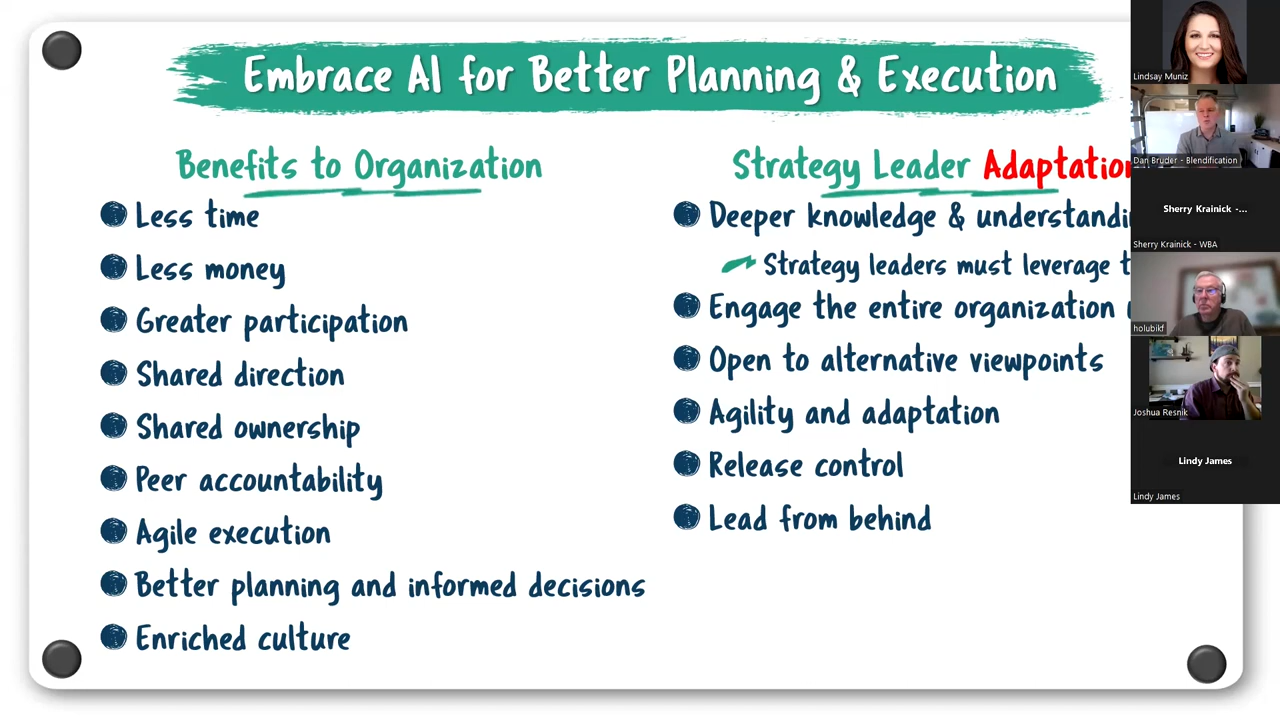 Embrace AI for Better Planning & Execution
Benefits to Organization
Less time
Less money
Greater participation
Shared direction
Shared ownership
Peer accountability
Agile execution
Better planning and informed decisions
Enriched culture
Strategy Leader Adaptation
Deeper knowledge & understandi
Strategy leaders must leverage t
Engage the entire organization
Open to alternative viewpoints
Agility and adaptation
Release control
Lead from behind
Lindsay Muniz
Dan Bruder - Blendification
Sherry Krainick -...
Sherry Krainick - WBA
holubikf
Joshua Resnik
Lindy James
Lindy James